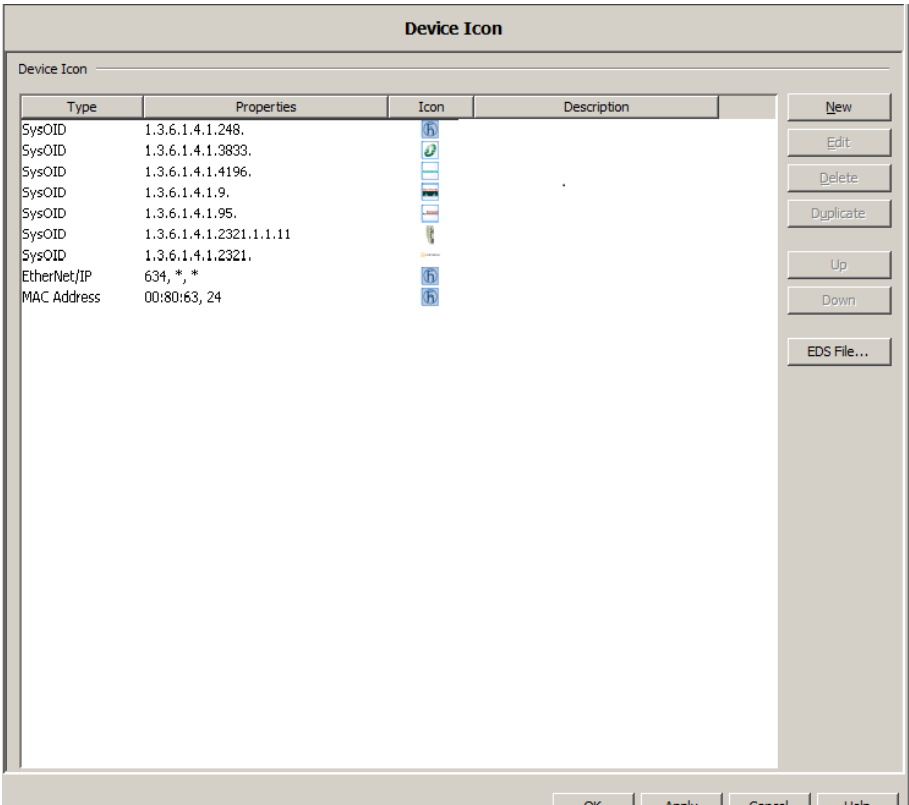 Device Icon
Device Icon
Type Properties Icon Description
New
SysOID 1.3.6.1.4.1.248.
Edit
SysOID 1.3.6.1.4.1.3833.
SysOID 1.3.6.1.4.1.4196.
Delete
SysOID 1.3.6.1.4.1.9.
SysOID 1.3.6.1.4.1.95.
Duplicate
SysOID 1.3.6.1.4.1.2321.1.1.11
SysOID 1.3.6.1.4.1.2321.
Up
EtherNet/IP 634, *, *
MAC Address 00:80:63, 24
Down
EDS File...
OK Apply Cancel Help